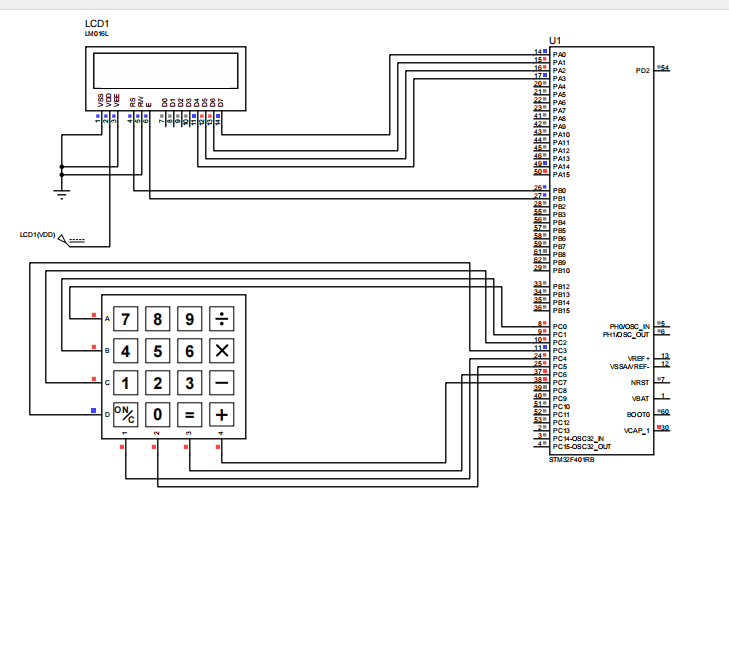 LCD1
LM016L
VSS VDD VEE RS RW E D0 D1 D2 D3 D4 D5 D6 D7
1 2 3 4 5 6 7 8 9 10 11 12 13 14
LCD1(VDD)
U1
14 PA0
15 PA1
16 PA2
17 PA3
20 PA4
21 PA5
22 PA6
23 PA7
41 PA8
42 PA9
43 PA10
44 PA11
45 PA12
46 PA13
49 PA14
50 PA15
26 PB0
27 PB1
28 PB2
55 PB3
56 PB4
57 PB5
58 PB6
59 PB7
61 PB8
62 PB9
29 PB10
33 PB12
34 PB13
35 PB14
36 PB15
8 PC0
9 PC1
10 PC2
11 PC3
24 PC4
25 PC5
37 PC6
38 PC7
39 PC8
40 PC9
51 PC10
52 PC11
53 PC12
2 PC13
3 PC14-OSC32_IN
4 PC15-OSC32_OUT
PD2 54
PH0/OSC_IN 5
PH1/OSC_OUT 6
VREF+ 13
VSSA/VREF- 12
NRST 7
VBAT 1
BOOT0 60
VCAP_1 30
STM32F401RB
A 7 8 9 ÷
B 4 5 6 ×
C 1 2 3 −
D ON/C 0 = +
1 2 3 4